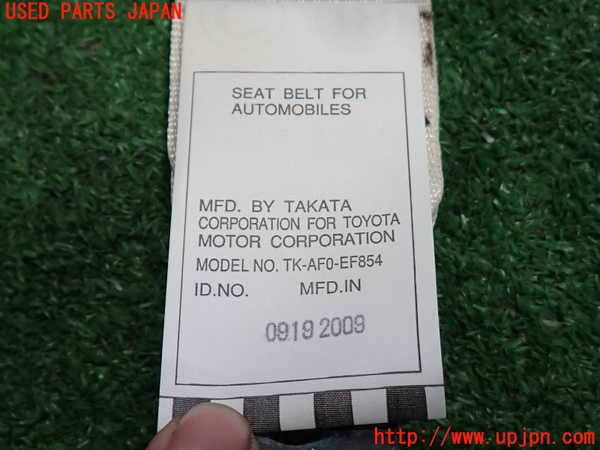 USED PARTS JAPAN
SEAT BELT FOR
AUTOMOBILES
MFD. BY TAKATA
CORPORATION FOR TOYOTA
MOTOR CORPORATION
MODEL NO. TK-AF0-EF854
ID.NO. MFD.IN
0919 2009
http://www.upjpn.com/